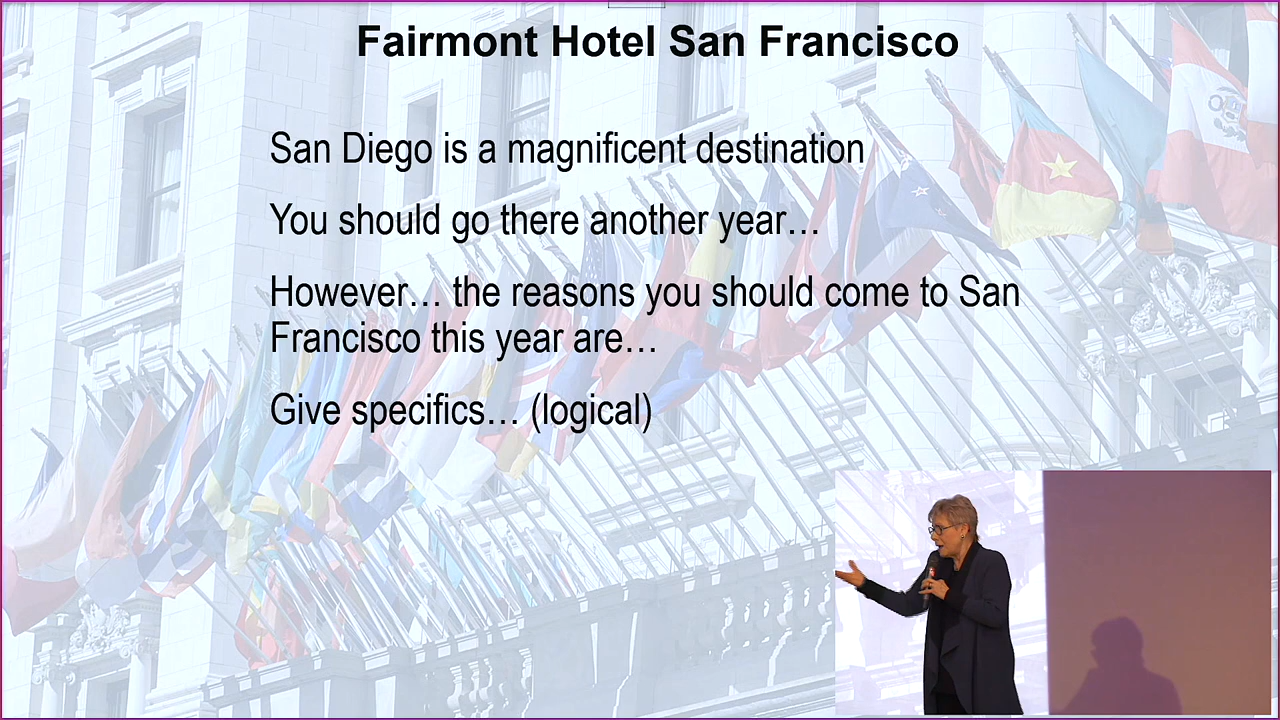 Fairmont Hotel San Francisco
San Diego is a magnificent destination
You should go there another year…
However… the reasons you should come to San
Francisco this year are…
Give specifics… (logical)